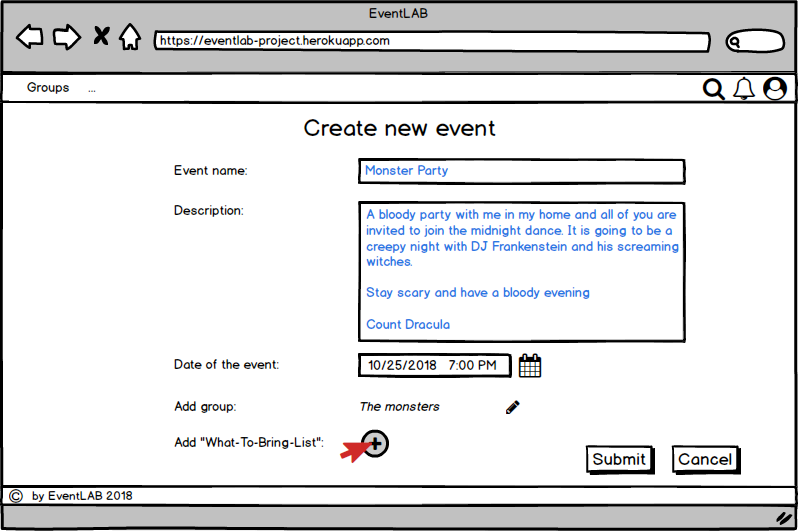 EventLAB
https://eventlab-project.herokuapp.com
Groups ...
Create new event
Event name: Monster Party
Description:
A bloody party with me in my home and all of you are
invited to join the midnight dance. It is going to be a
creepy night with DJ Frankenstein and his screaming
witches.
Stay scary and have a bloody evening
Count Dracula
Date of the event: 10/25/2018 7:00 PM
Add group: The monsters
Add "What-To-Bring-List":
Submit Cancel
© by EventLAB 2018